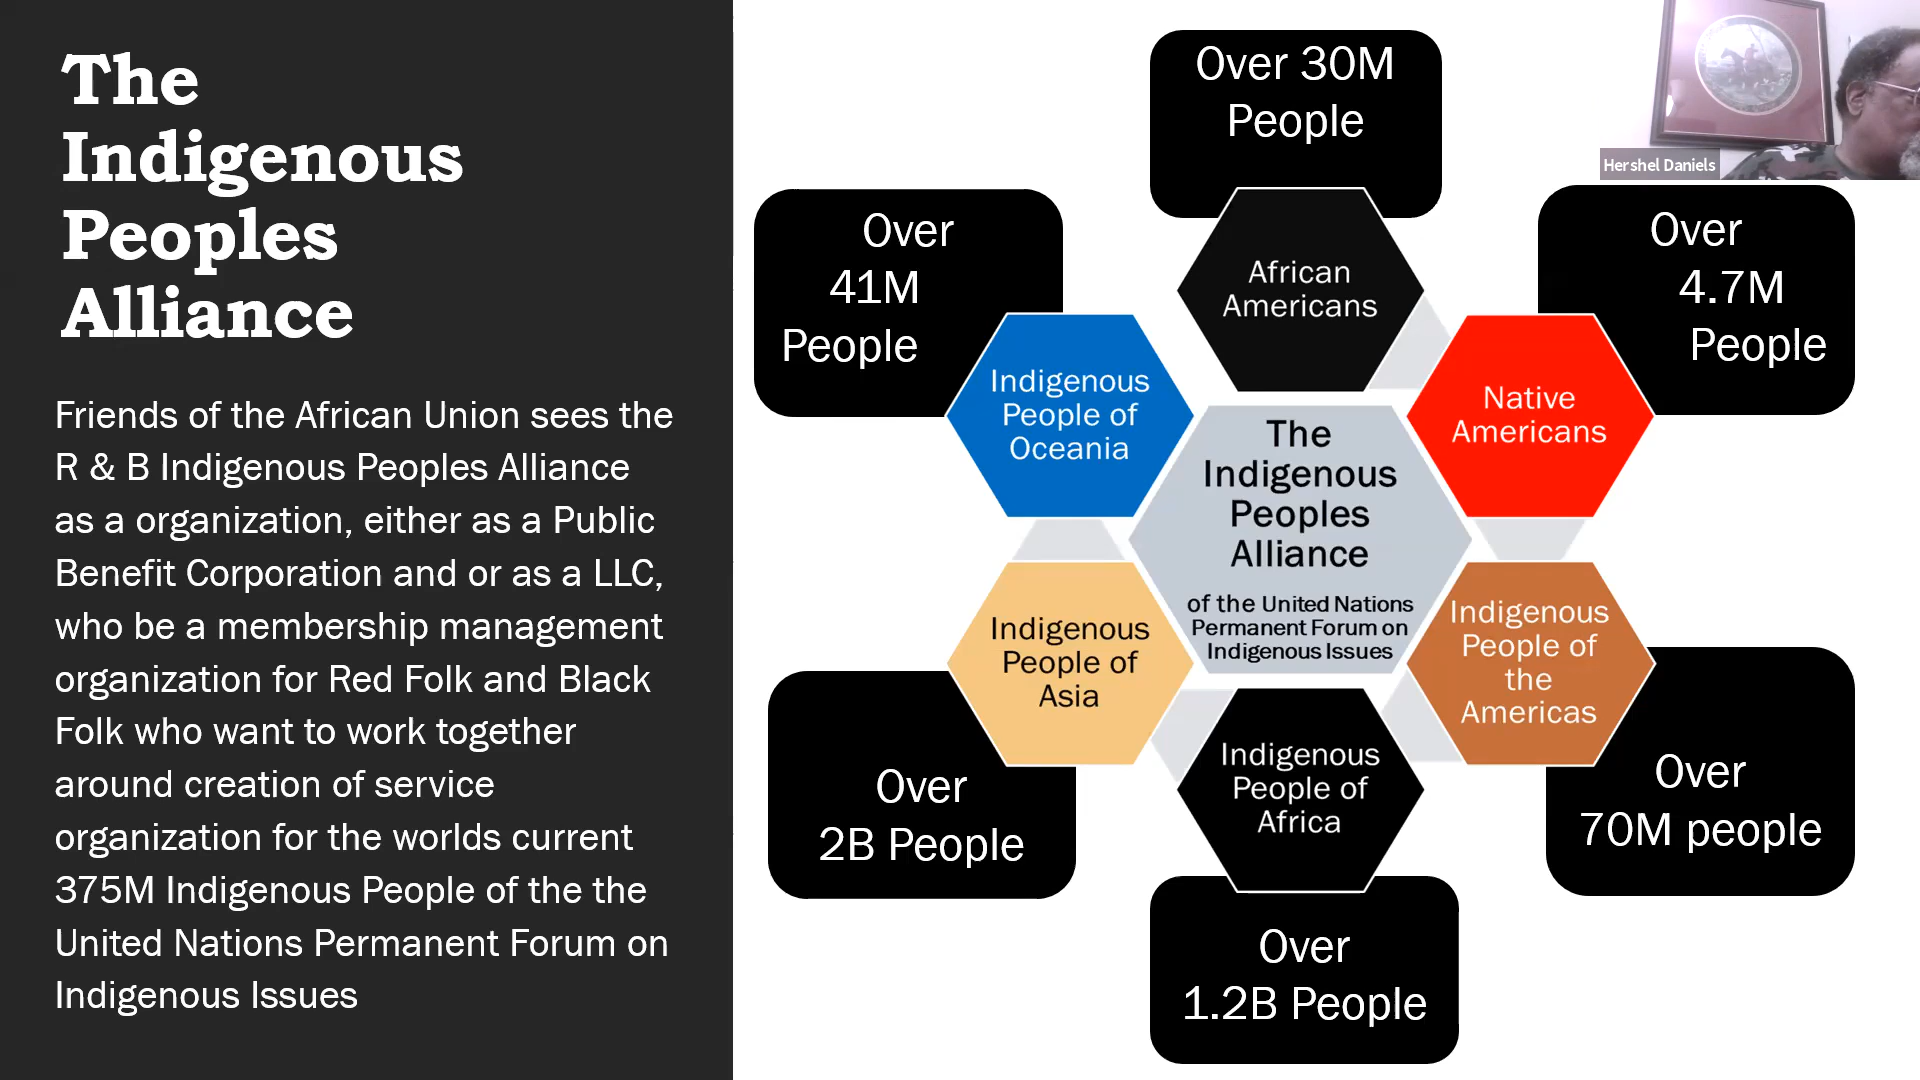 The
Indigenous
Peoples
Alliance
Friends of the African Union sees the
R & B Indigenous Peoples Alliance
as a organization, either as a Public
Benefit Corporation and or as a LLC,
who be a membership management
organization for Red Folk and Black
Folk who want to work together
around creation of service
organization for the worlds current
375M Indigenous People of the the
United Nations Permanent Forum on
Indigenous Issues
Over 30M
People
African
Americans
Over
41M
People
Indigenous
People of
Oceania
Over
4.7M
People
Native
Americans
The
Indigenous
Peoples
Alliance
of the United Nations
Permanent Forum on
Indigenous Issues
Indigenous
People of
Asia
Over
2B People
Indigenous
People of
the
Americas
Over
70M people
Indigenous
People of
Africa
Over
1.2B People
Hershel Daniels